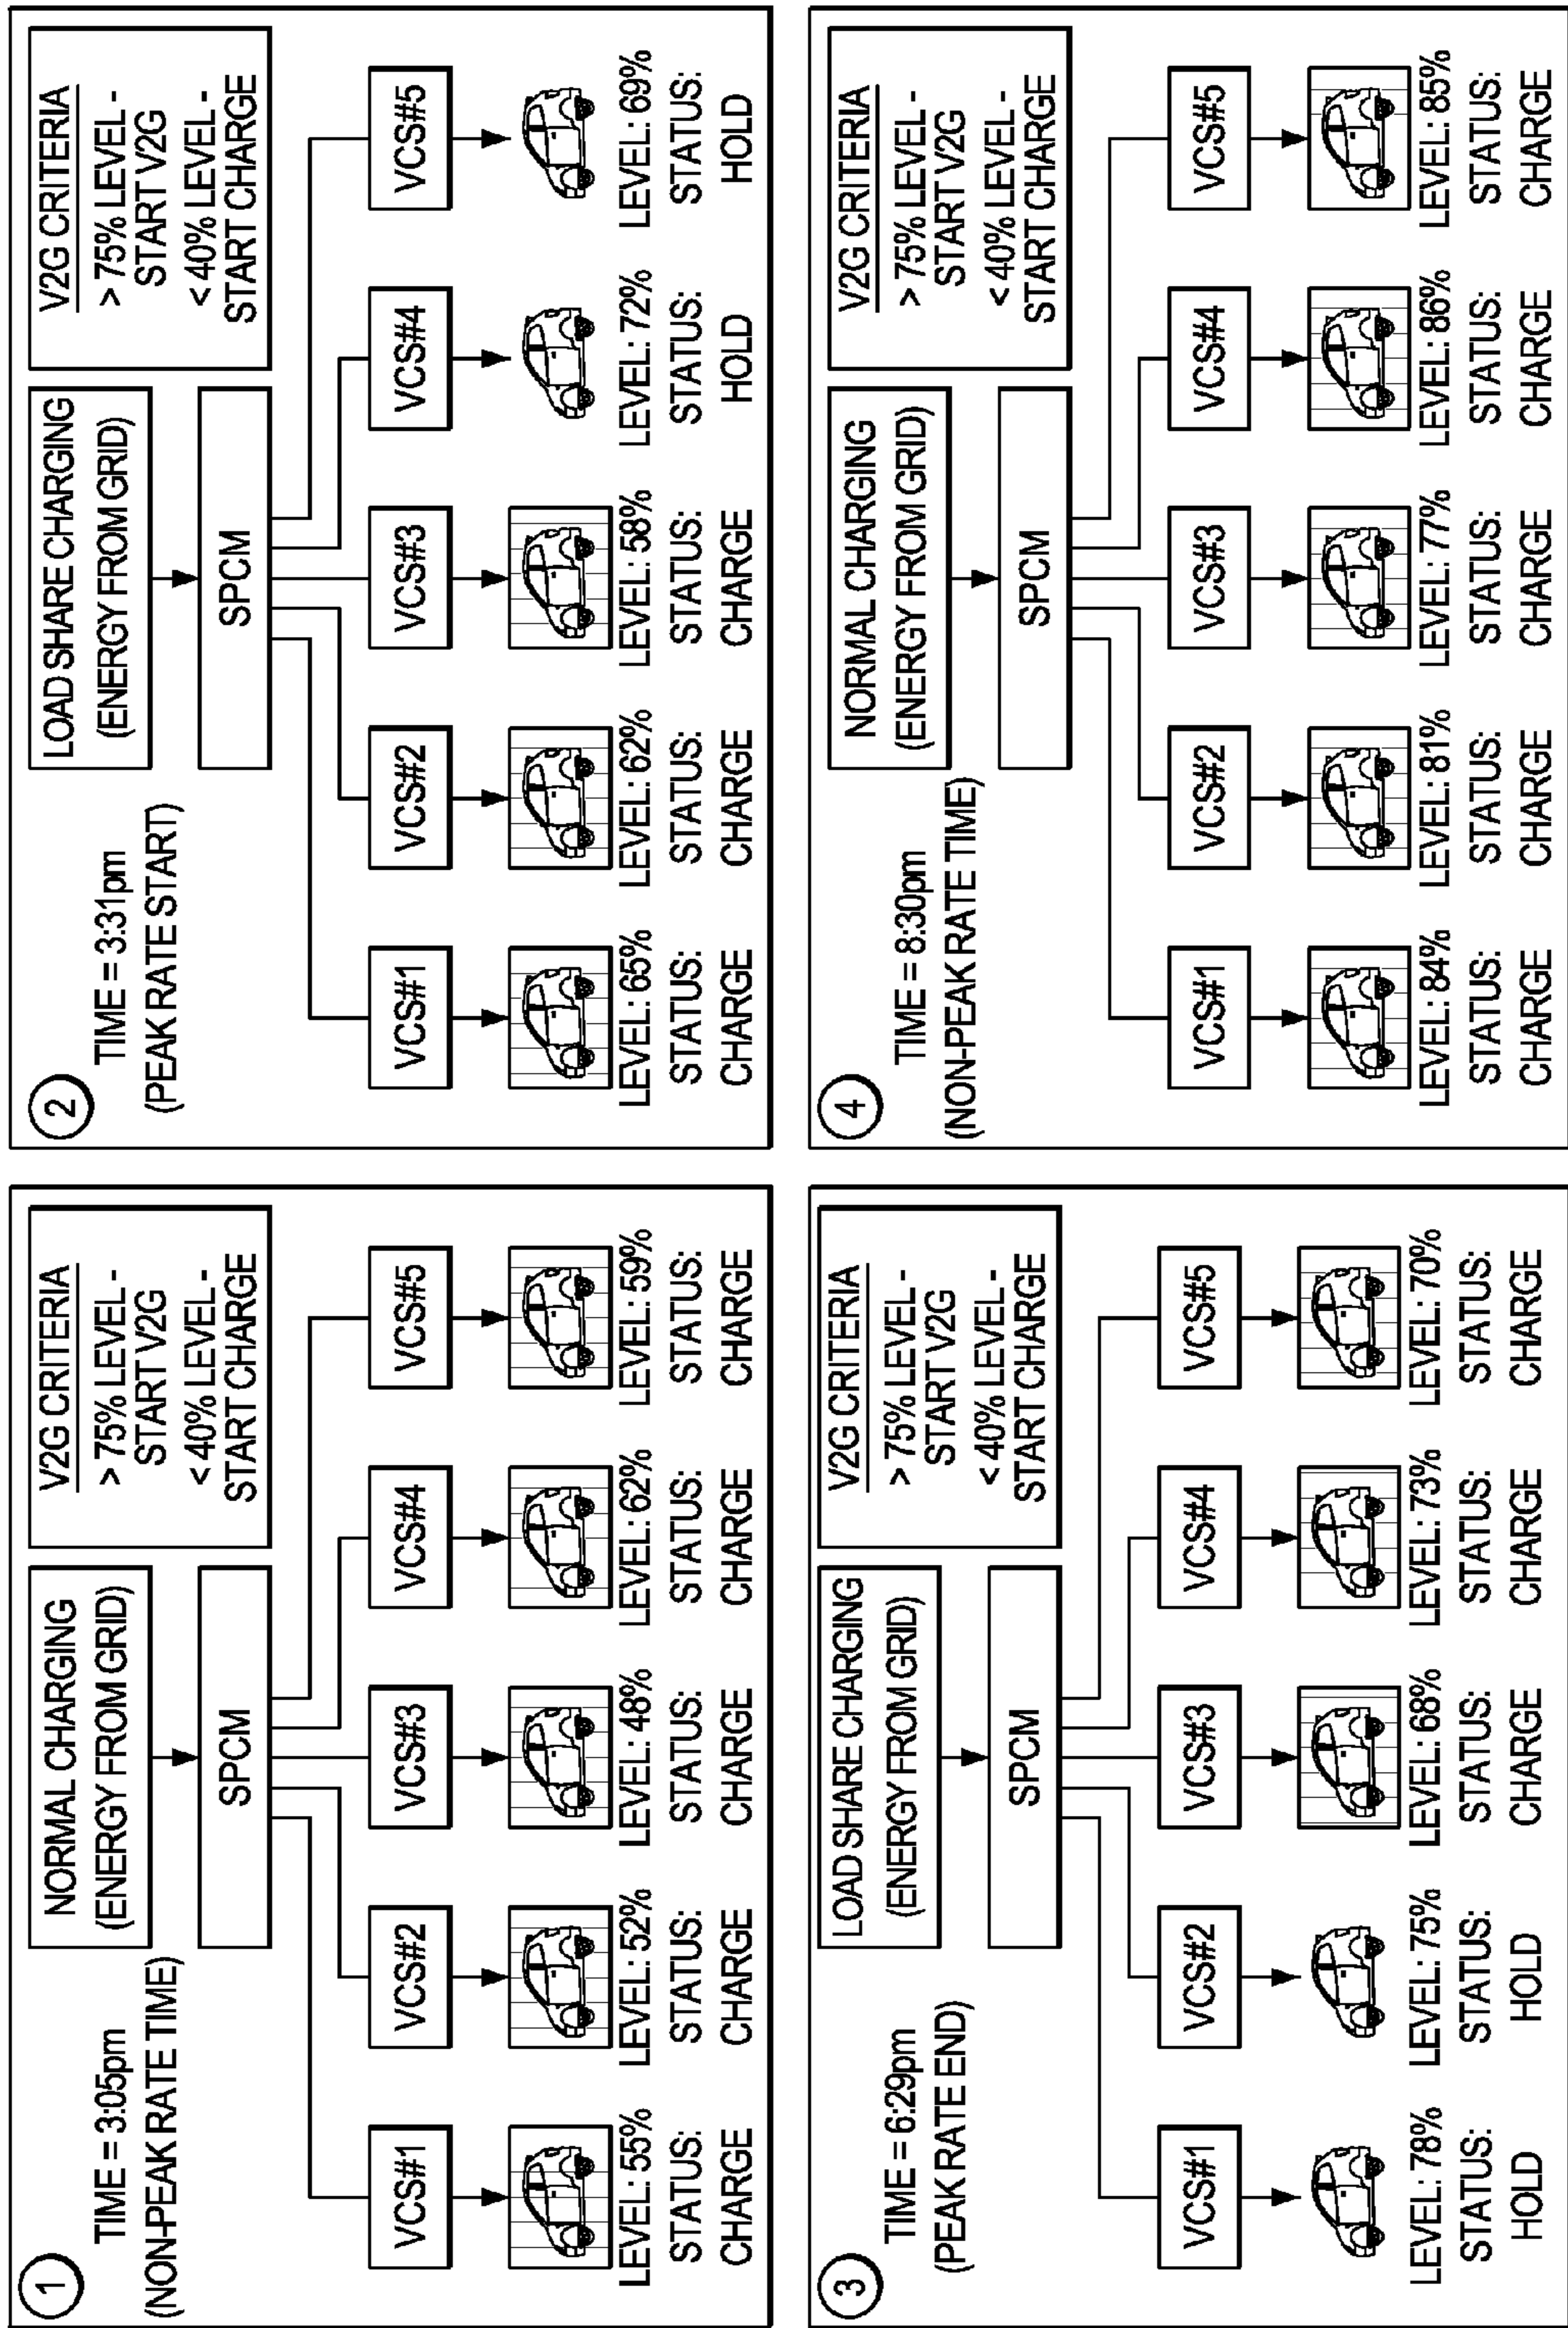 1
TIME = 3:05pm
(NON-PEAK RATE TIME)
NORMAL CHARGING
(ENERGY FROM GRID)
V2G CRITERIA
> 75% LEVEL -
START V2G
< 40% LEVEL -
START CHARGE
SPCM
VCS#1 VCS#2 VCS#3 VCS#4 VCS#5
LEVEL: 55% LEVEL: 52% LEVEL: 48% LEVEL: 62% LEVEL: 59%
STATUS: STATUS: STATUS: STATUS: STATUS:
CHARGE CHARGE CHARGE CHARGE CHARGE
2
TIME = 3:31pm
(PEAK RATE START)
LOAD SHARE CHARGING
(ENERGY FROM GRID)
V2G CRITERIA
> 75% LEVEL -
START V2G
< 40% LEVEL -
START CHARGE
SPCM
VCS#1 VCS#2 VCS#3 VCS#4 VCS#5
LEVEL: 65% LEVEL: 62% LEVEL: 58% LEVEL: 72% LEVEL: 69%
STATUS: STATUS: STATUS: STATUS: STATUS:
CHARGE CHARGE CHARGE HOLD HOLD
3
TIME = 6:29pm
(PEAK RATE END)
LOAD SHARE CHARGING
(ENERGY FROM GRID)
V2G CRITERIA
> 75% LEVEL -
START V2G
< 40% LEVEL -
START CHARGE
SPCM
VCS#1 VCS#2 VCS#3 VCS#4 VCS#5
LEVEL: 78% LEVEL: 75% LEVEL: 68% LEVEL: 73% LEVEL: 70%
STATUS: STATUS: STATUS: STATUS: STATUS:
HOLD HOLD CHARGE CHARGE CHARGE
4
TIME = 8:30pm
(NON-PEAK RATE TIME)
NORMAL CHARGING
(ENERGY FROM GRID)
V2G CRITERIA
> 75% LEVEL -
START V2G
< 40% LEVEL -
START CHARGE
SPCM
VCS#1 VCS#2 VCS#3 VCS#4 VCS#5
LEVEL: 84% LEVEL: 81% LEVEL: 77% LEVEL: 86% LEVEL: 85%
STATUS: STATUS: STATUS: STATUS: STATUS:
CHARGE CHARGE CHARGE CHARGE CHARGE